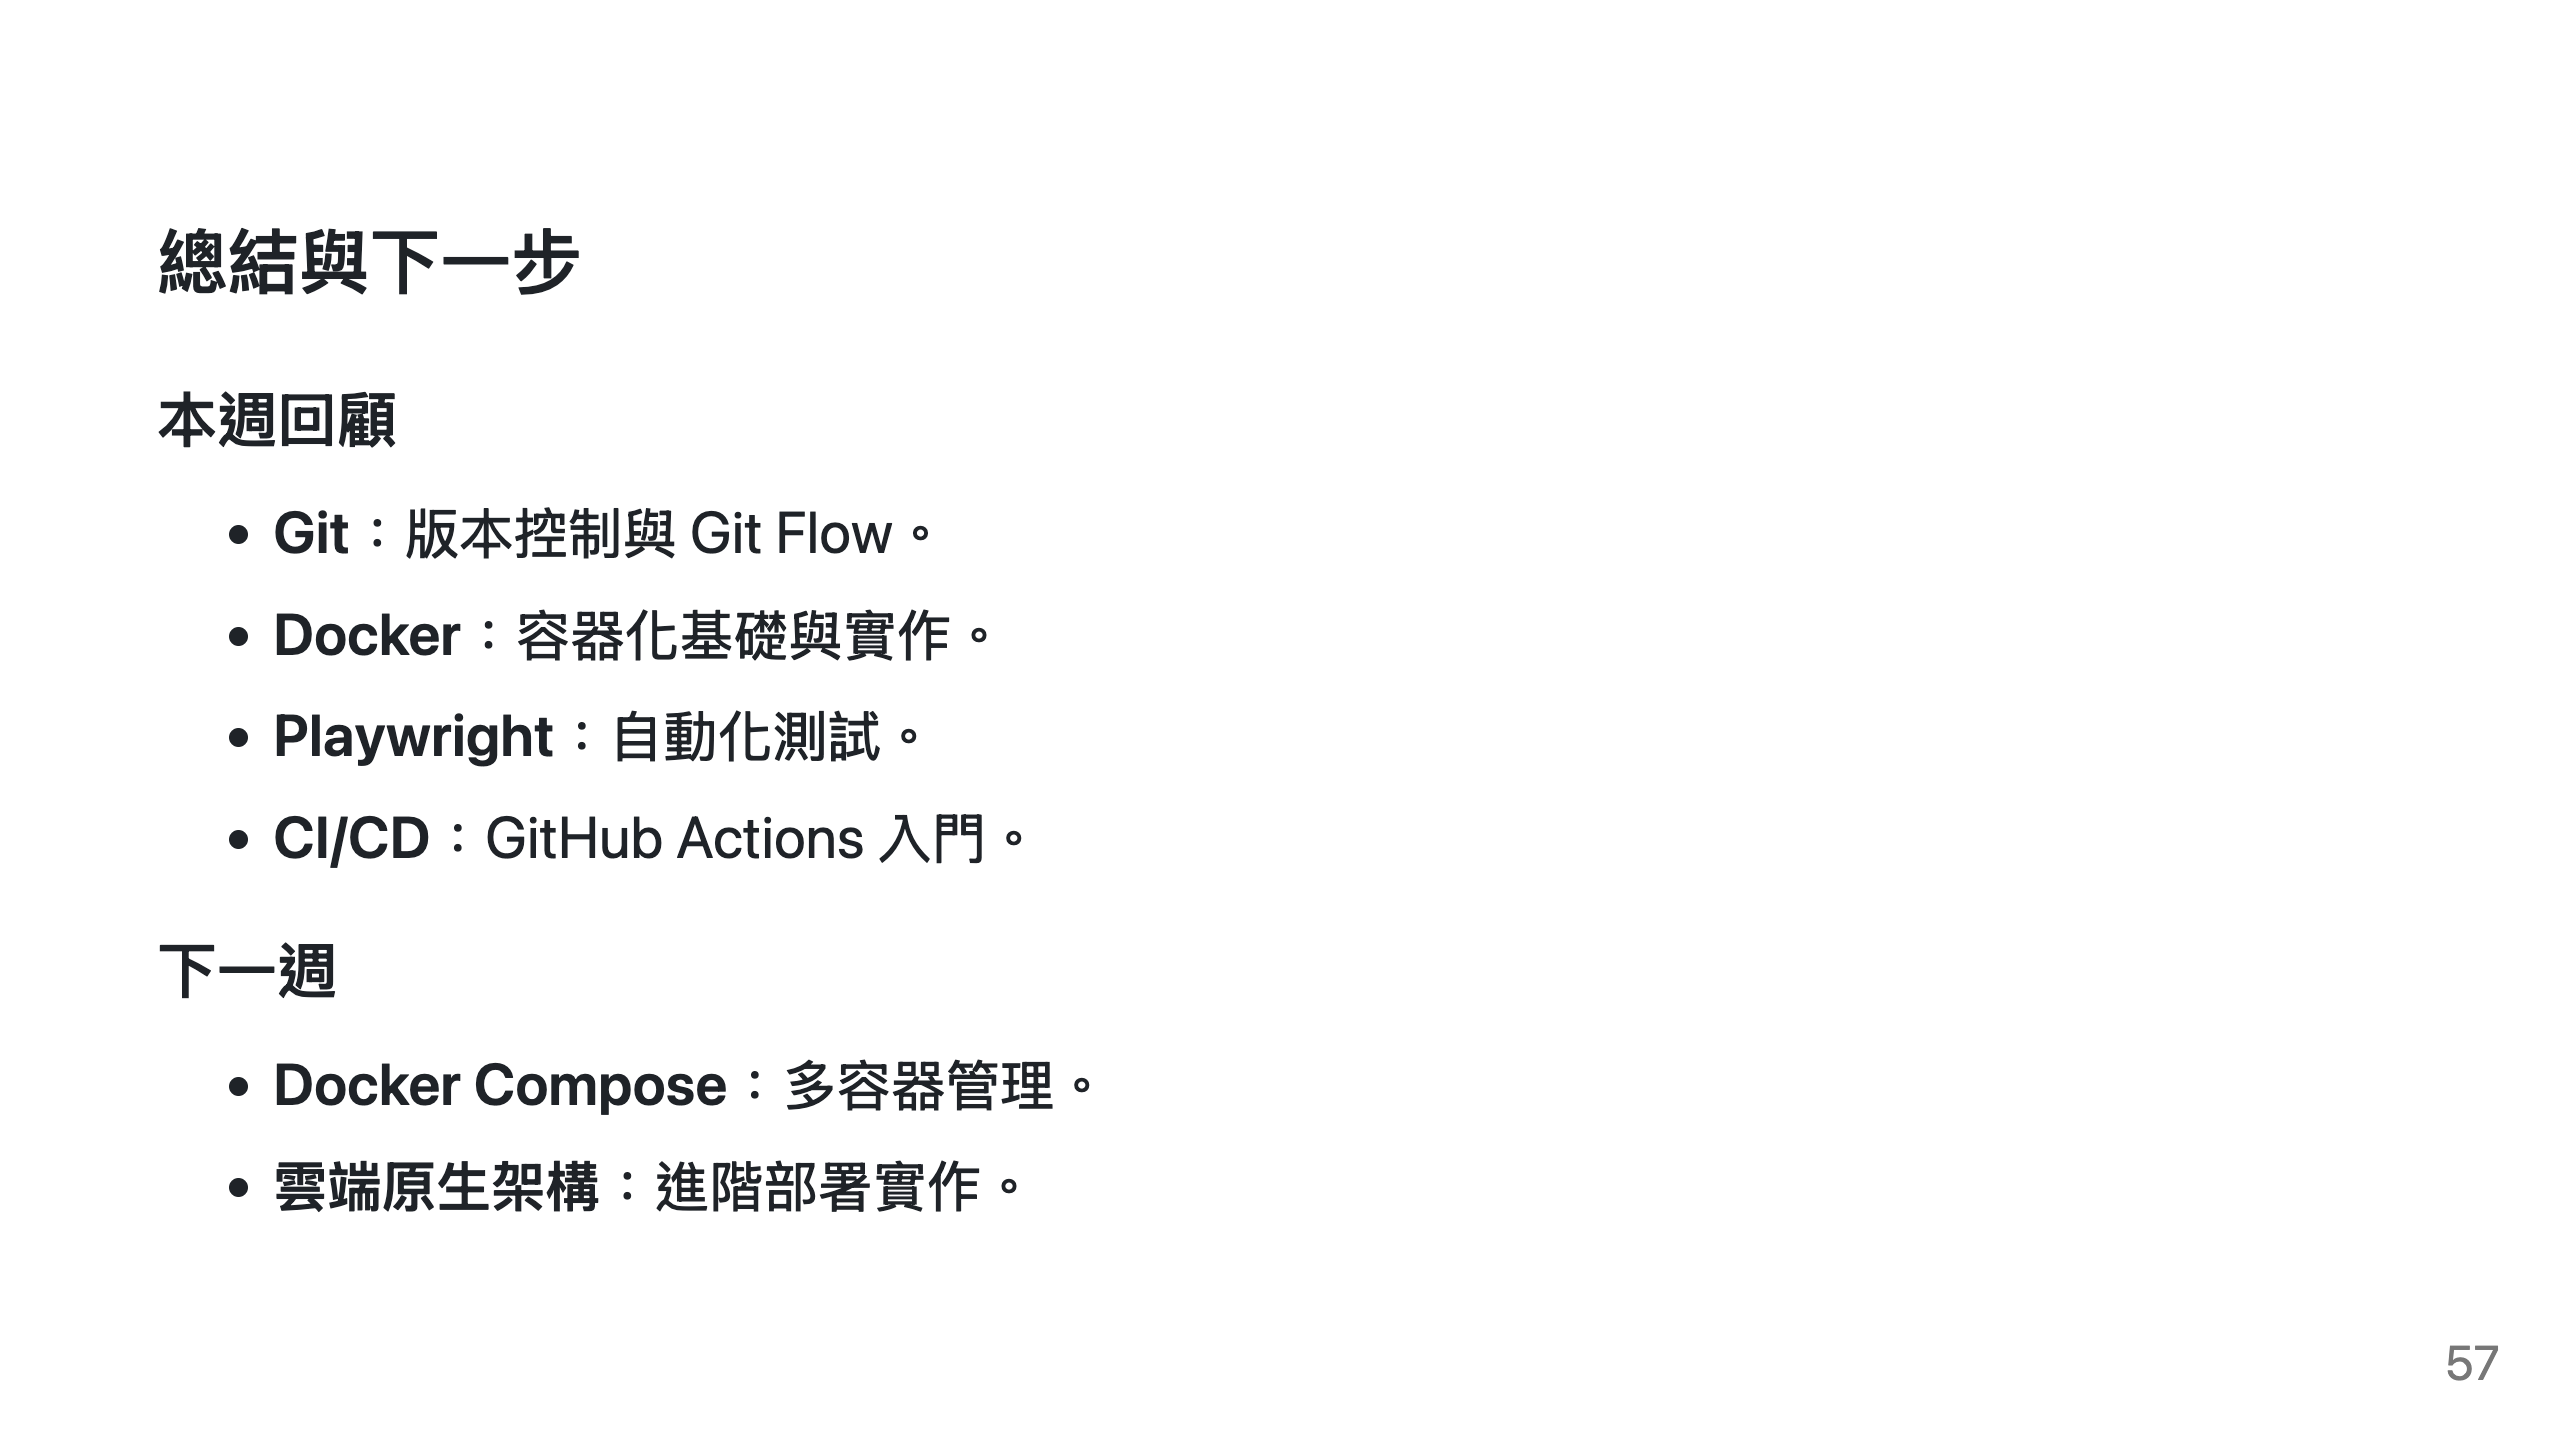 總結與下一步
本週回顧
Git：版本控制與 Git Flow。
Docker：容器化基礎與實作。
Playwright：自動化測試。
CI/CD：GitHub Actions 入門。
下一週
Docker Compose：多容器管理。
雲端原生架構：進階部署實作。
57